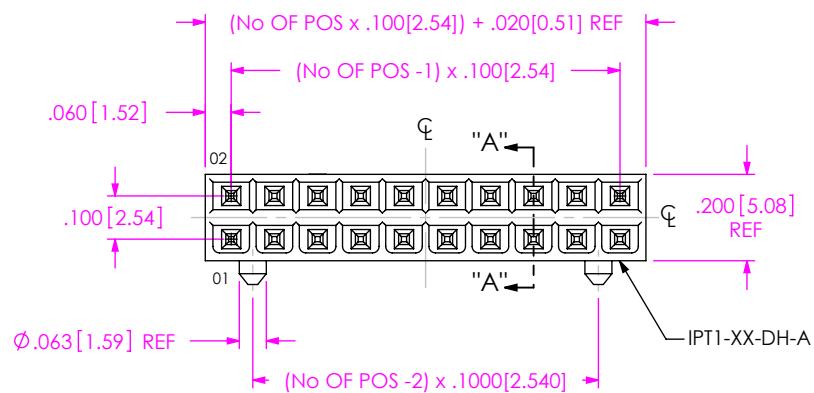 (No OF POS x .100[2.54]) + .020[0.51] REF
(No OF POS -1) x .100[2.54]
.060[1.52]
℄
"A"
02
.100[2.54]
℄
.200[5.08]
REF
01
"A"
Ø.063[1.59] REF
IPT1-XX-DH-A
(No OF POS -2) x .1000[2.540]